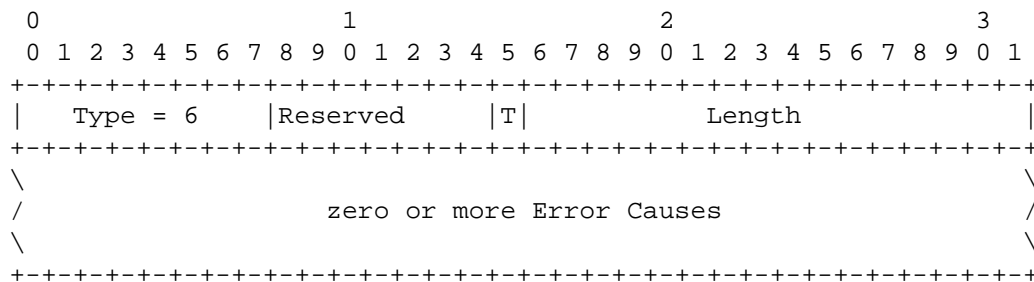 0                   1                   2                   3
 0 1 2 3 4 5 6 7 8 9 0 1 2 3 4 5 6 7 8 9 0 1 2 3 4 5 6 7 8 9 0 1
+-+-+-+-+-+-+-+-+-+-+-+-+-+-+-+-+-+-+-+-+-+-+-+-+-+-+-+-+-+-+-+-+
|   Type = 6    |Reserved     |T|           Length              |
+-+-+-+-+-+-+-+-+-+-+-+-+-+-+-+-+-+-+-+-+-+-+-+-+-+-+-+-+-+-+-+-+
\                                                               \
/                   zero or more Error Causes                   /
\                                                               \
+-+-+-+-+-+-+-+-+-+-+-+-+-+-+-+-+-+-+-+-+-+-+-+-+-+-+-+-+-+-+-+-+